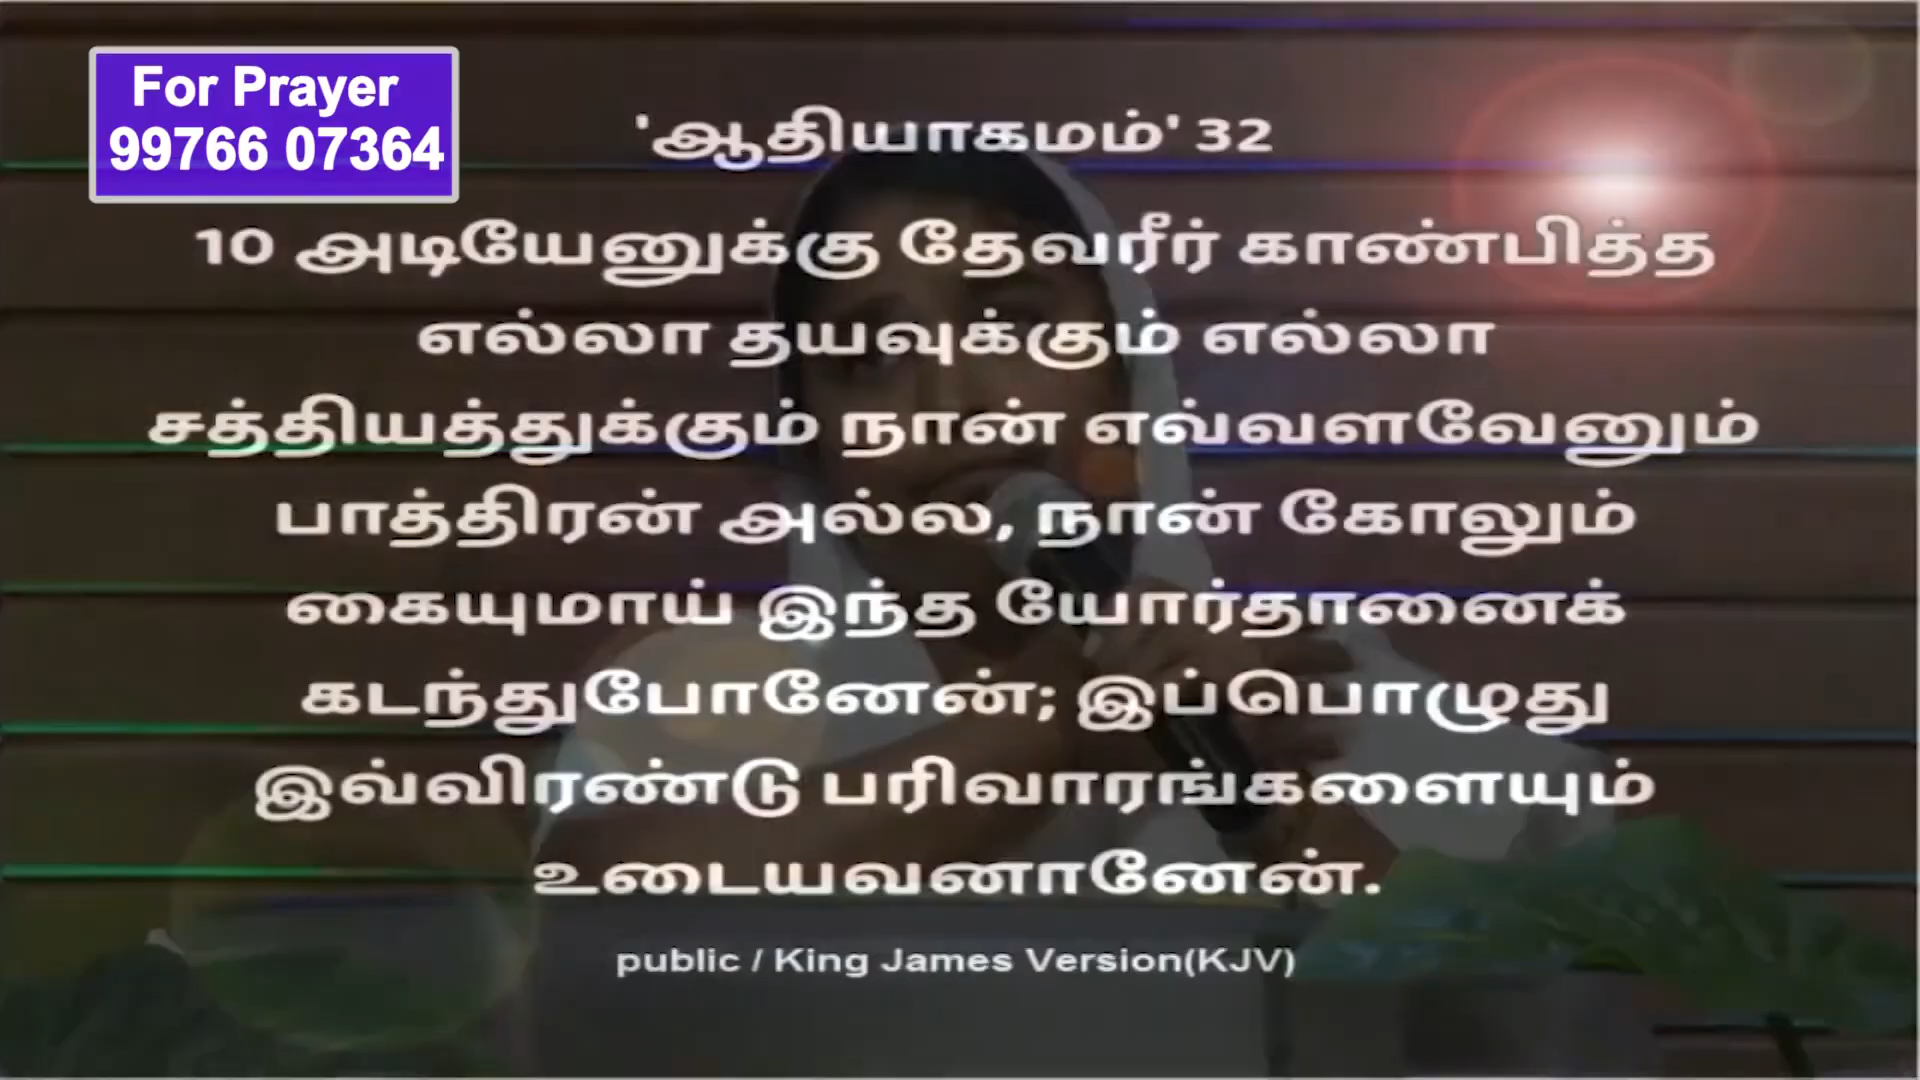 For Prayer
99766 07364
'ஆதியாகமம்' 32
10 அடியேனுக்கு தேவரீர் காண்பித்த
எல்லா தயவுக்கும் எல்லா
சத்தியத்துக்கும் நான் எவ்வளவேனும்
பாத்திரன் அல்ல, நான் கோலும்
கையுமாய் இந்த யோர்தானைக்
கடந்துபோனேன்; இப்பொழுது
இவ்விரண்டு பரிவாரங்களையும்
உடையவனானேன்.
public / King James Version(KJV)